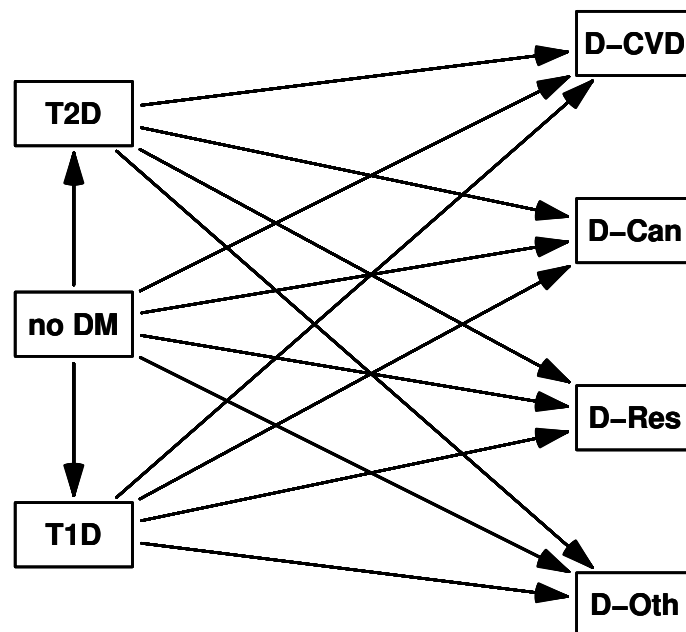 D–CVD
T2D
D–Can
no DM
D–Res
T1D
D–Oth